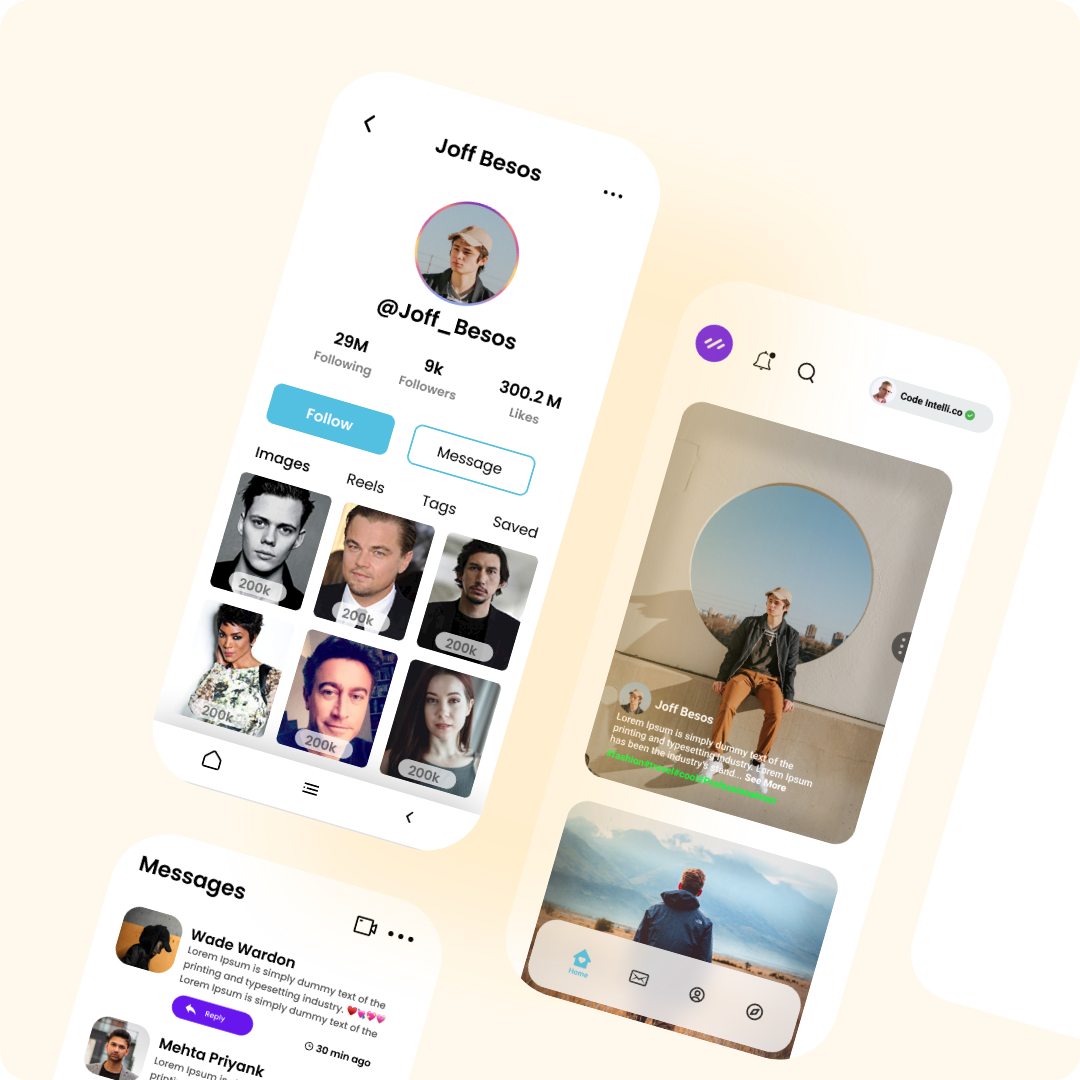 Joff Besos
@Joff_Besos
29M
Following
9k
Followers
300.2 M
Likes
Follow
Message
Images
Reels
Tags
Saved
200k
200k
200k
200k
200k
200k
Code Intelli.co
Joff Besos
Lorem Ipsum is simply dummy text of the
printing and typesetting industry. Lorem Ipsum
has been the industry's stand... See More
Home
Messages
Wade Wardon
Lorem Ipsum is simply dummy text of the
printing and typesetting industry.
Lorem Ipsum is simply dummy text of the
Reply
30 min ago
Mehta Priyank
Lorem Ipsum is